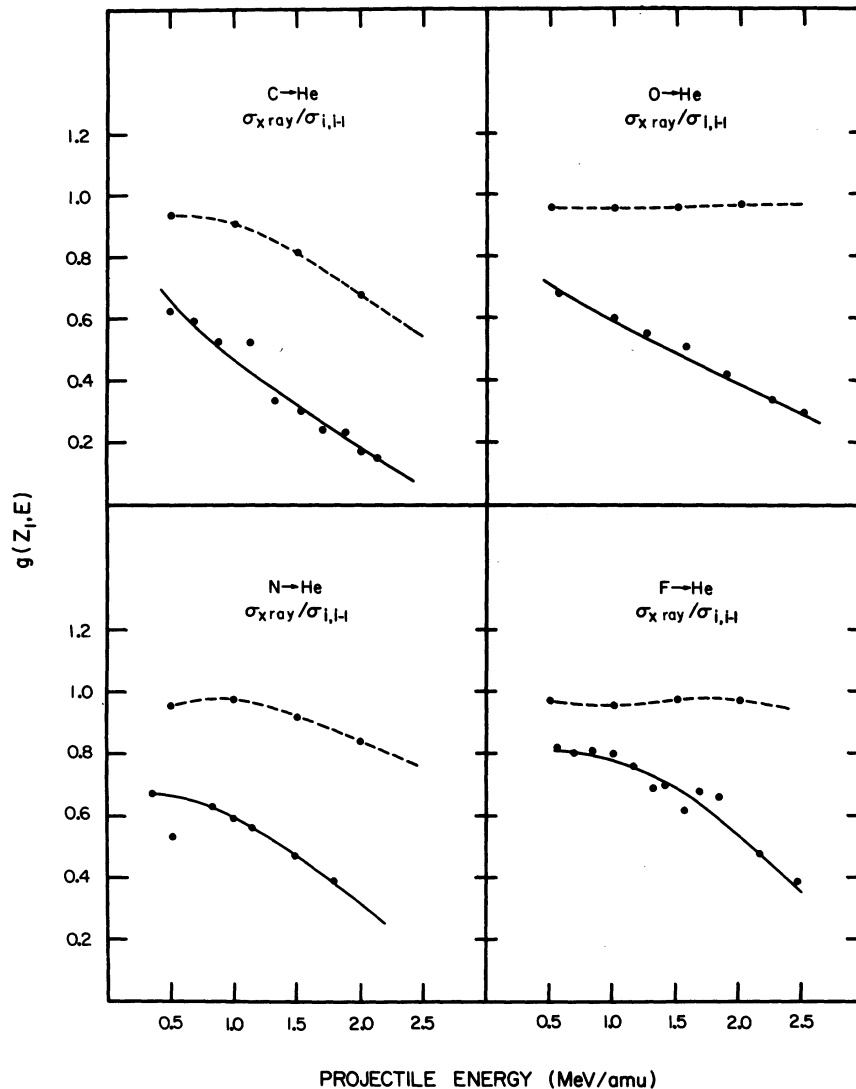 C→He
σx ray/σi,i-1
O→He
σx ray/σi,i-1
1.2
1.0
0.8
0.6
0.4
0.2
g(Z1,E)
N→He
σx ray/σi,i-1
F→He
σx ray/σi,i-1
1.2
1.0
0.8
0.6
0.4
0.2
0.5 1.0 1.5 2.0 2.5 0.5 1.0 1.5 2.0 2.5
PROJECTILE ENERGY (MeV/amu)